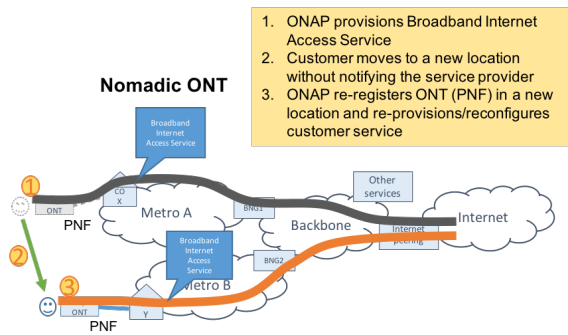 1. ONAP provisions Broadband Internet
Access Service
2. Customer moves to a new location
without notifying the service provider
3. ONAP re-registers ONT (PNF) in a new
location and re-provisions/reconfigures
customer service
Nomadic ONT
Broadband
Internet
Access Service
1
ONT
PNF
CO
X
Metro A
BNG1
Other
services
Backbone
Internet
peering
Internet
2
Broadband
Internet
Access
Service
BNG2
3
Metro B
ONT
Y
PNF